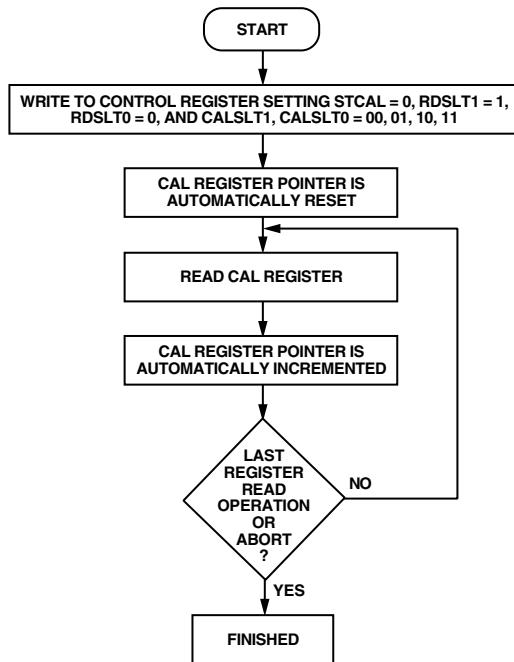 START
WRITE TO CONTROL REGISTER SETTING STCAL = 0, RDSLT1 = 1,
RDSLT0 = 0, AND CALSLT1, CALSLT0 = 00, 01, 10, 11
CAL REGISTER POINTER IS
AUTOMATICALLY RESET
READ CAL REGISTER
CAL REGISTER POINTER IS
AUTOMATICALLY INCREMENTED
LAST
REGISTER
READ
OPERATION
OR
ABORT
?
NO
YES
FINISHED